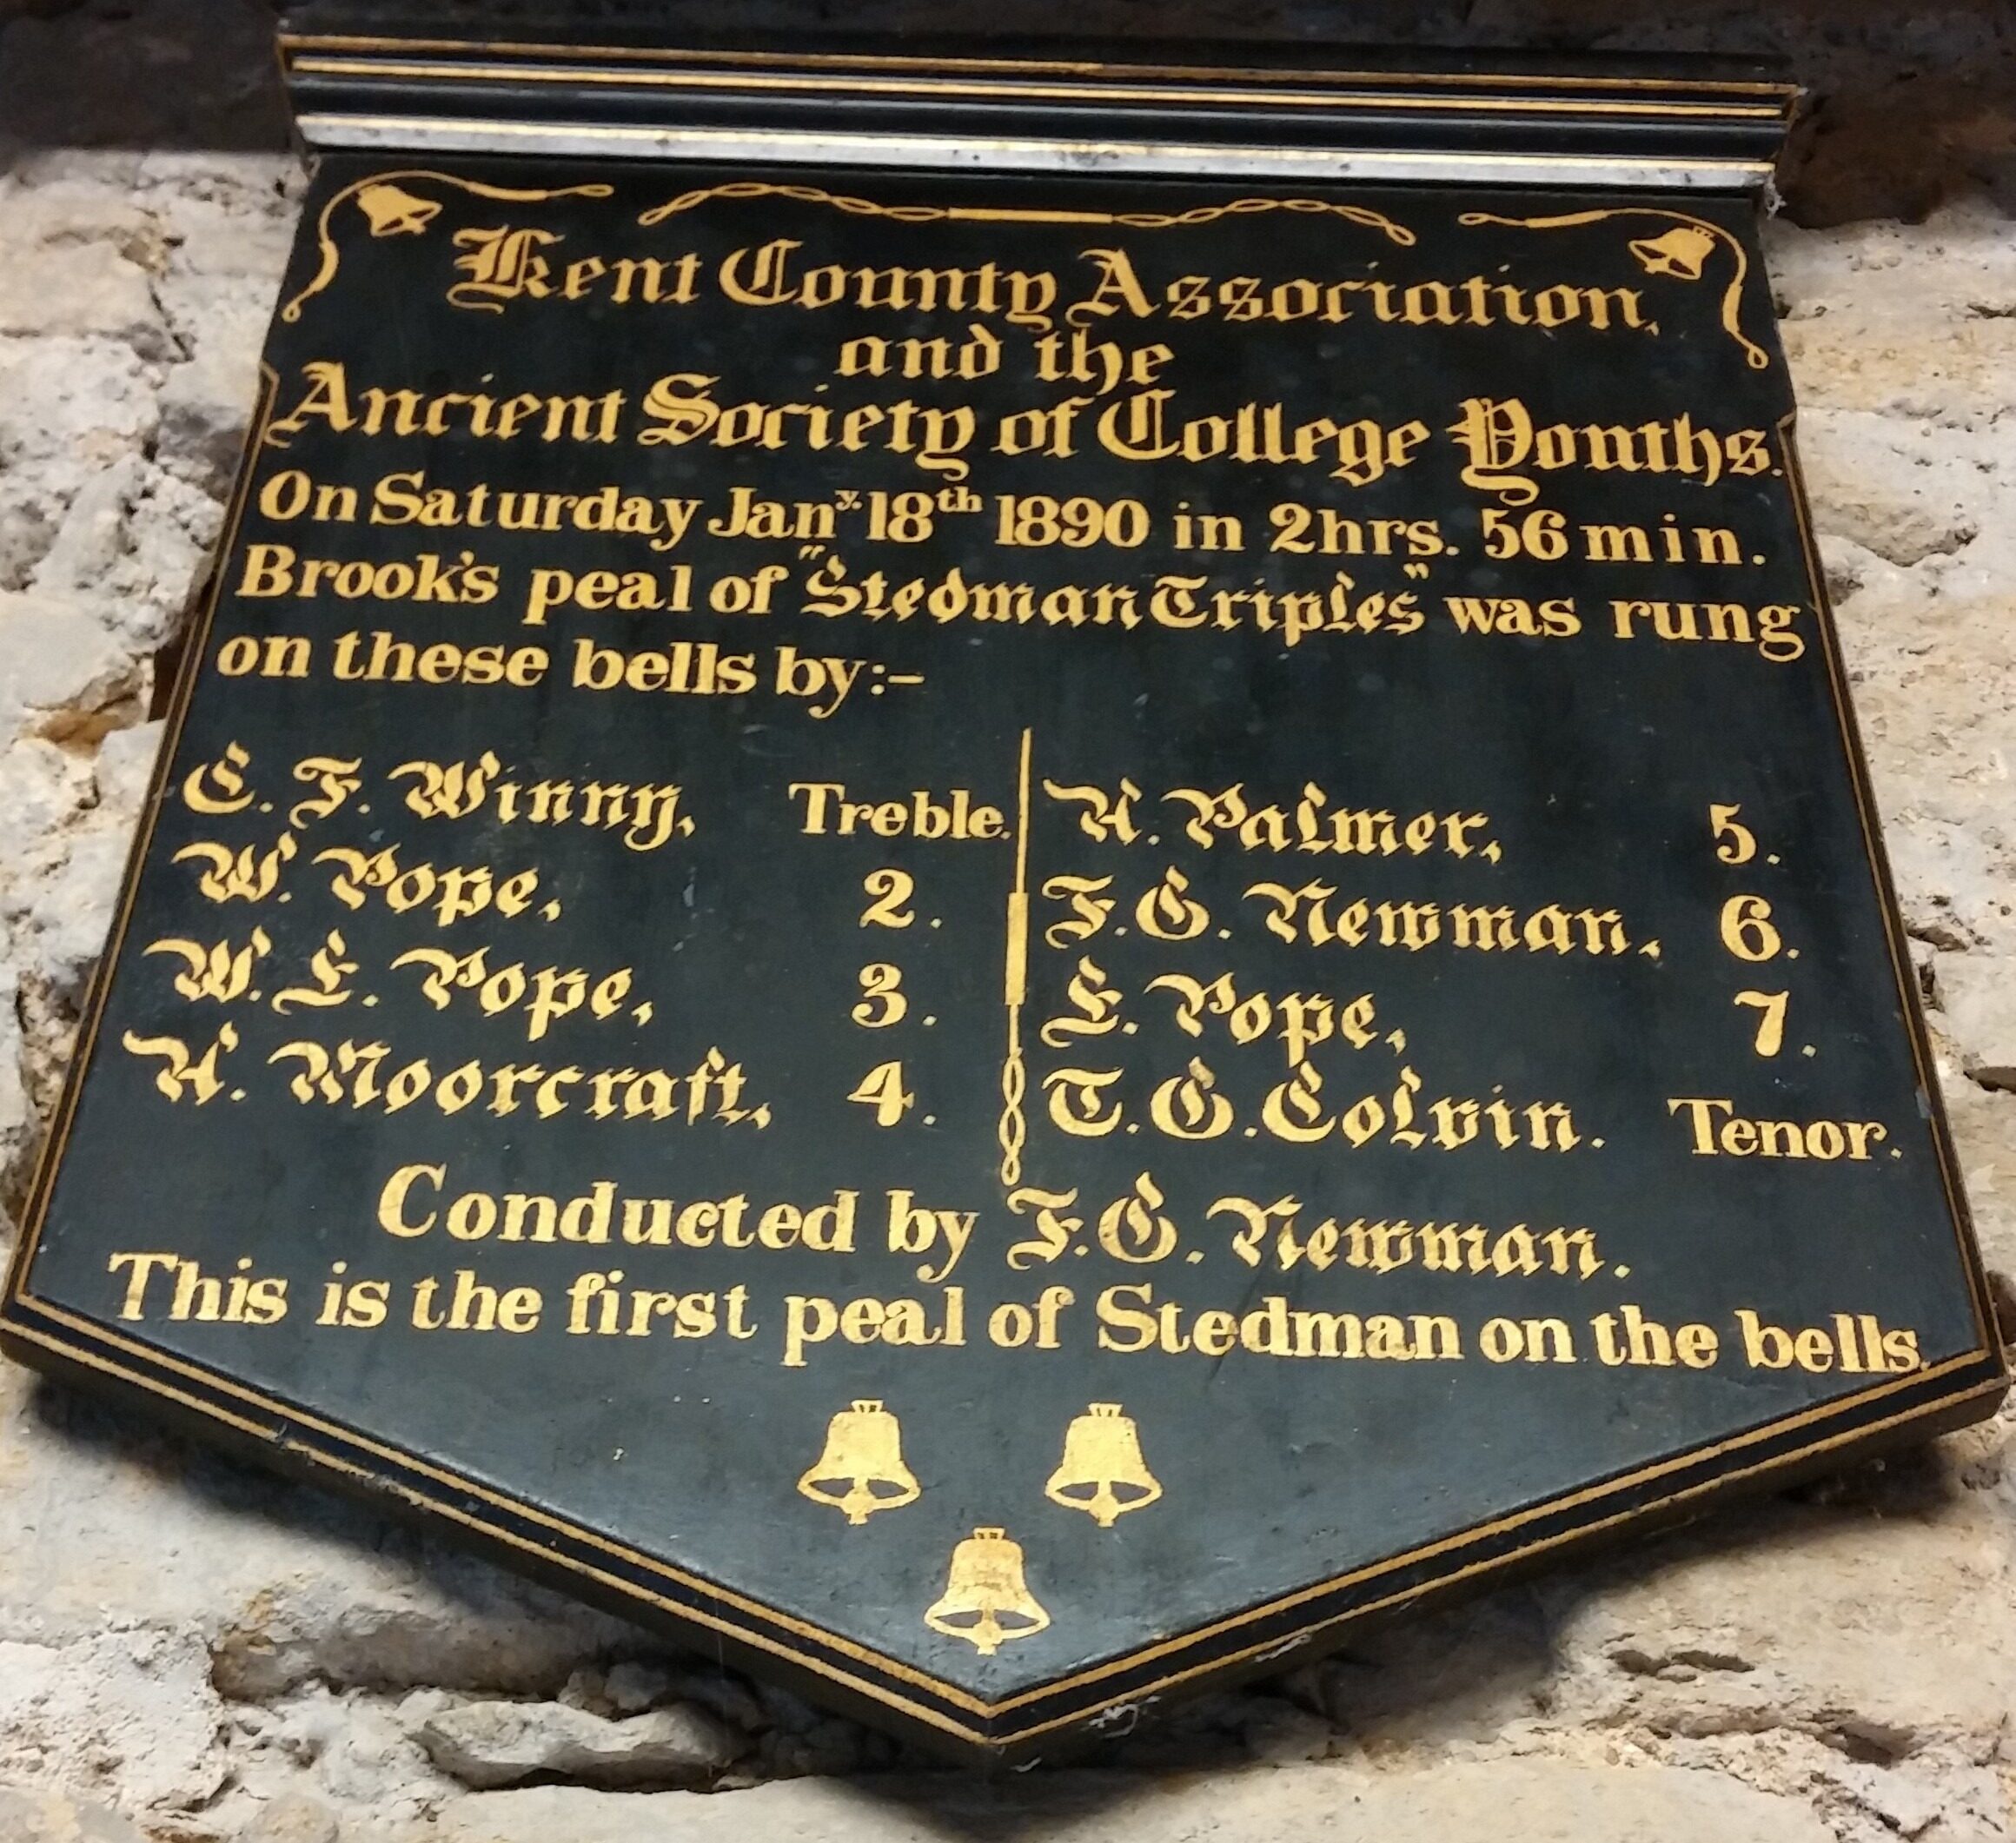 Kent County Association,
and the
Ancient Society of College Youths.
On Saturday Jany. 18th 1890 in 2hrs. 56 min.
Brook's peal of "Stedman Triples" was rung
on these bells by:-
E. F. Winny, Treble. H. Palmer, 5.
W. Pope, 2. F. G. Newman, 6.
W. L. Pope, 3. L. Pope, 7.
H. Moorcraft, 4. T. G. Colvin. Tenor.
Conducted by F. G. Newman.
This is the first peal of Stedman on the bells.